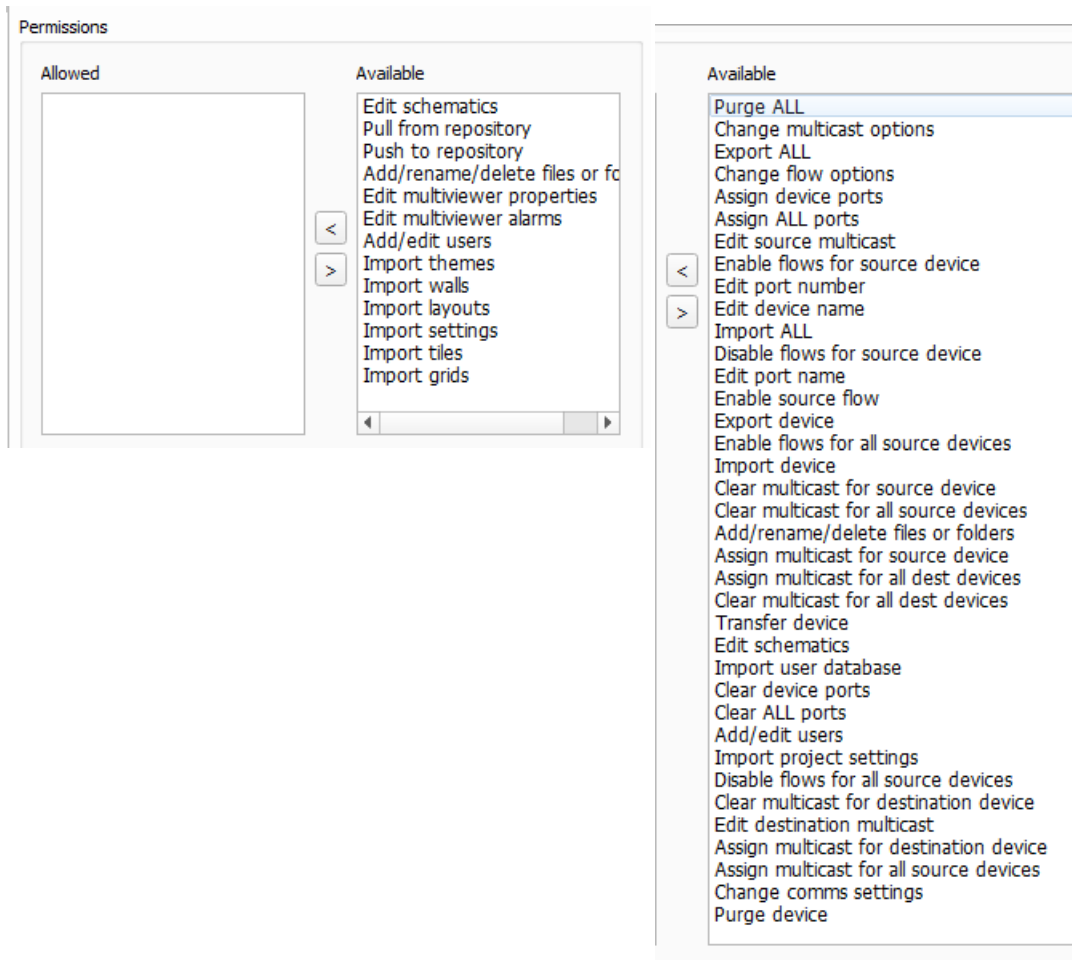 Permissions
Allowed
Available
Edit schematics
Pull from repository
Push to repository
Add/rename/delete files or fo
Edit multiviewer properties
Edit multiviewer alarms
Add/edit users
Import themes
Import walls
Import layouts
Import settings
Import tiles
Import grids
<
>
Available
Purge ALL
Change multicast options
Export ALL
Change flow options
Assign device ports
Assign ALL ports
Edit source multicast
Enable flows for source device
Edit port number
Edit device name
Import ALL
Disable flows for source device
Edit port name
Enable source flow
Export device
Enable flows for all source devices
Import device
Clear multicast for source device
Clear multicast for all source devices
Add/rename/delete files or folders
Assign multicast for source device
Assign multicast for all dest devices
Clear multicast for all dest devices
Transfer device
Edit schematics
Import user database
Clear device ports
Clear ALL ports
Add/edit users
Import project settings
Disable flows for all source devices
Clear multicast for destination device
Edit destination multicast
Assign multicast for destination device
Assign multicast for all source devices
Change comms settings
Purge device
<
>